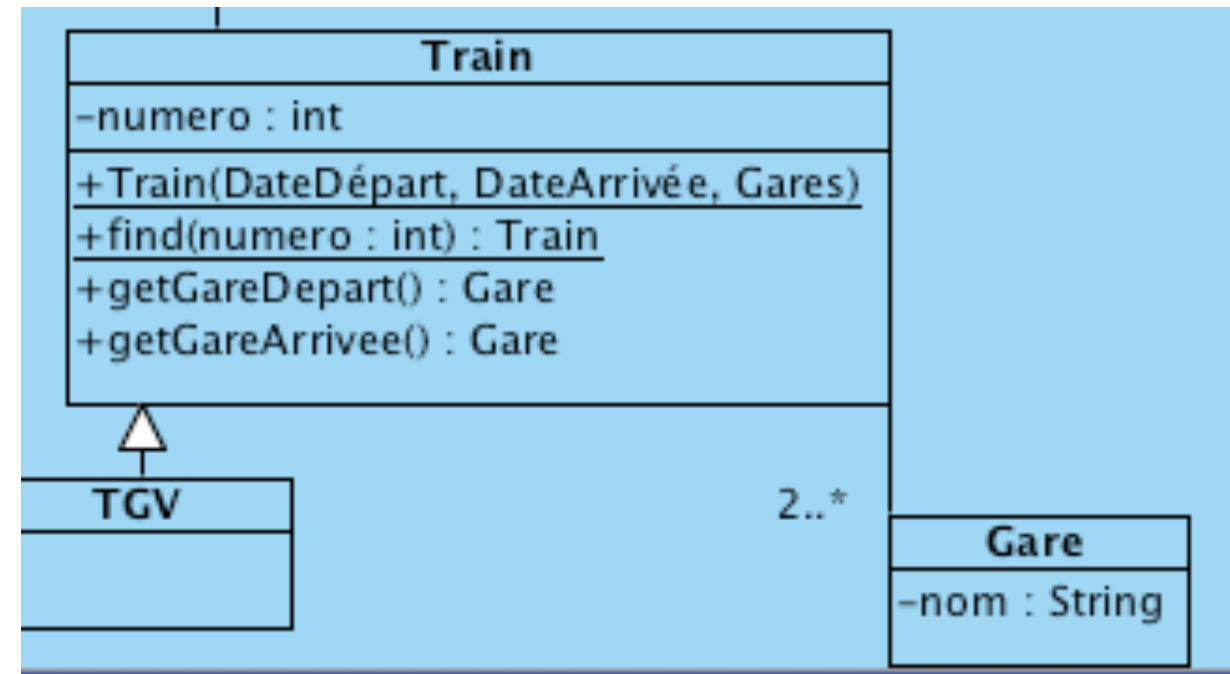 Train
-numero : int
+Train(DateDépart, DateArrivée, Gares)
+find(numero : int) : Train
+getGareDepart() : Gare
+getGareArrivee() : Gare
TGV
2..*
Gare
-nom : String